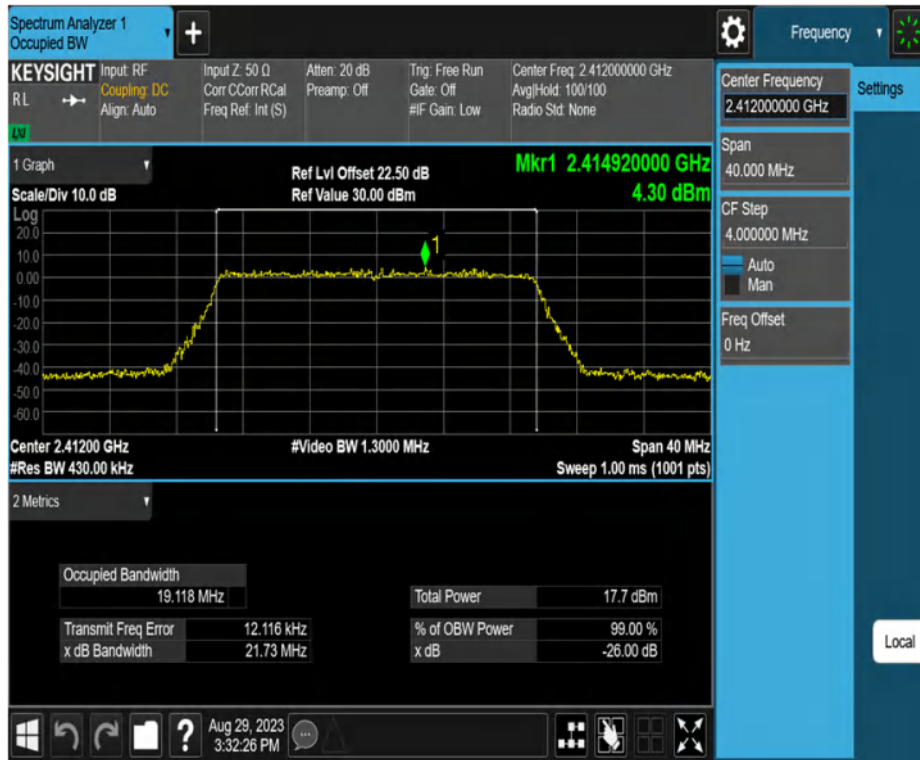 Spectrum Analyzer 1
Occupied BW
+
Frequency
KEYSIGHT
RL
LXI
Input: RF
Coupling: DC
Align: Auto
Input Z: 50 Ω
Corr CCorr RCal
Freq Ref: Int (S)
Atten: 20 dB
Preamp: Off
Trig: Free Run
Gate: Off
#IF Gain: Low
Center Freq: 2.412000000 GHz
Avg|Hold: 100/100
Radio Std: None
Center Frequency
2.412000000 GHz
Settings
Span
40.000 MHz
CF Step
4.000000 MHz
Auto
Man
Freq Offset
0 Hz
1 Graph
Scale/Div 10.0 dB
Ref Lvl Offset 22.50 dB
Ref Value 30.00 dBm
Mkr1 2.414920000 GHz
4.30 dBm
Log
20.0
10.0
0.00
-10.0
-20.0
-30.0
-40.0
-50.0
-60.0
1
Center 2.41200 GHz
#Res BW 430.00 kHz
#Video BW 1.3000 MHz
Span 40 MHz
Sweep 1.00 ms (1001 pts)
2 Metrics
Occupied Bandwidth
19.118 MHz
Total Power 17.7 dBm
Transmit Freq Error 12.116 kHz
% of OBW Power 99.00 %
x dB Bandwidth 21.73 MHz
x dB -26.00 dB
Local
?
Aug 29, 2023
3:32:26 PM